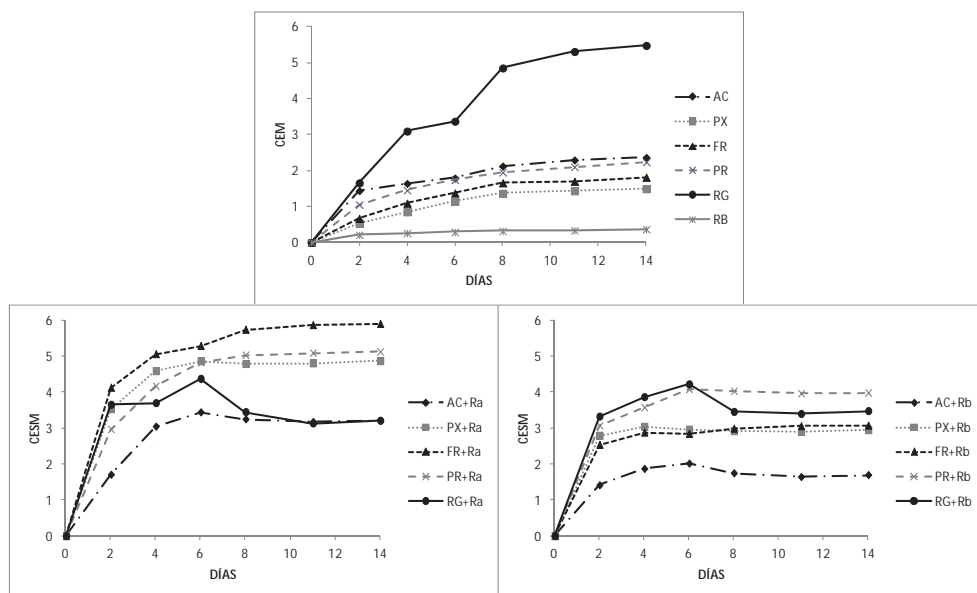 6
5
4
3
2
1
0
CEM
0 2 4 6 8 10 12 14
DÍAS
AC
PX
FR
PR
RG
RB
6
5
4
3
2
1
0
CESM
0 2 4 6 8 10 12 14
DÍAS
AC+Ra
PX+Ra
FR+Ra
PR+Ra
RG+Ra
6
5
4
3
2
1
0
CESM
0 2 4 6 8 10 12 14
DÍAS
AC+Rb
PX+Rb
FR+Rb
PR+Rb
RG+Rb